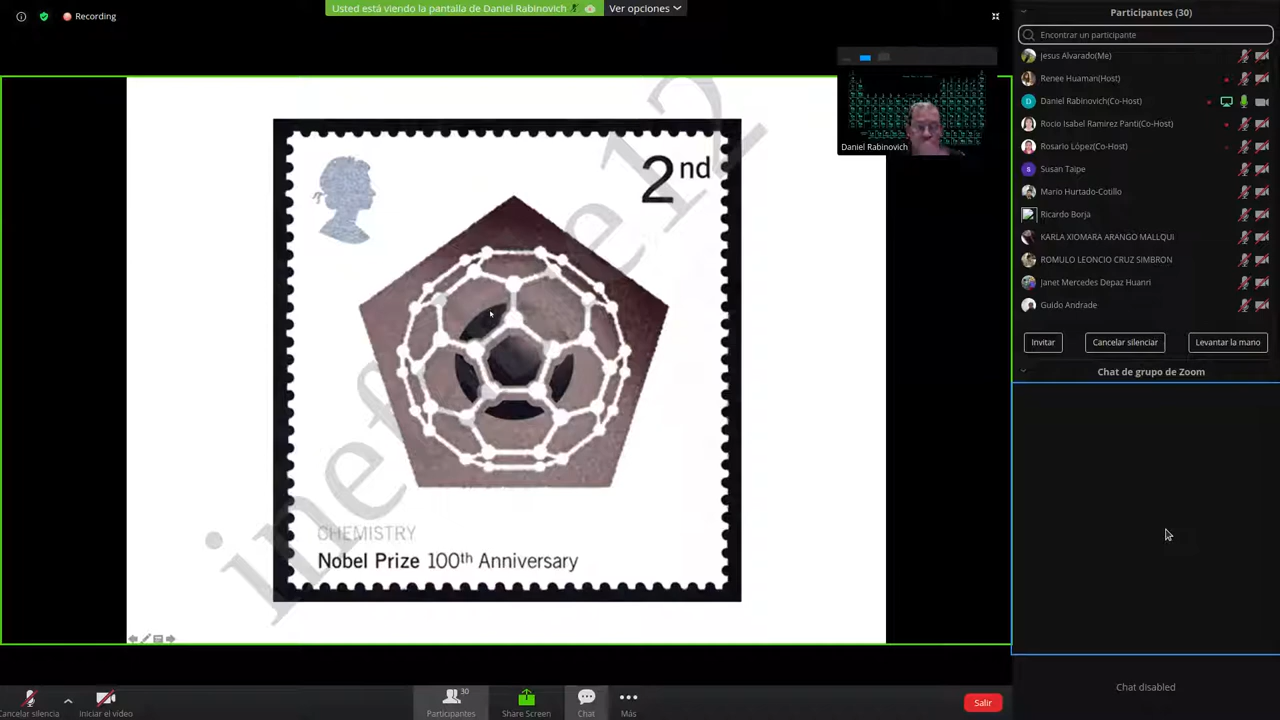 Recording
Usted está viendo la pantalla de Daniel Rabinovich
Ver opciones
Daniel Rabinovich
2nd
CHEMISTRY
Nobel Prize 100th Anniversary
Participantes (30)
Encontrar un participante
Jesus Alvarado(Me)
Renee Huaman(Host)
D
Daniel Rabinovich(Co-Host)
Rocio Isabel Ramirez Panti(Co-Host)
Rosario López(Co-Host)
S
Susan Taipe
Mario Hurtado-Cotillo
Ricardo Borja
KARLA XIOMARA ARANGO MALLQUI
ROMULO LEONCIO CRUZ SIMBRON
Janet Mercedes Depaz Huanri
Guido Andrade
Invitar
Cancelar silenciar
Levantar la mano
Chat de grupo de Zoom
Chat disabled
Cancelar silencia
Iniciar el video
30
Participantes
Share Screen
Chat
Más
Salir